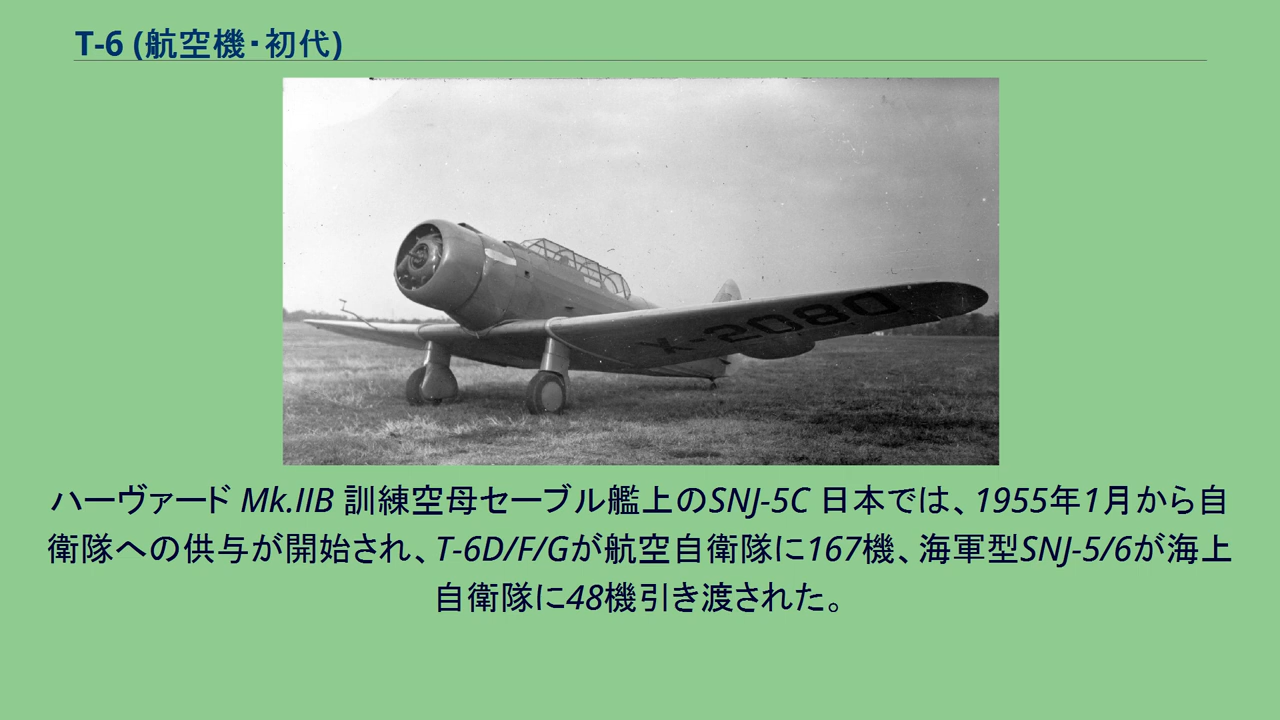 T-6 (航空機・初代)
X-2080
ハーヴァード Mk.IIB 訓練空母セーブル艦上のSNJ-5C 日本では、1955年1月から自
衛隊への供与が開始され、T-6D/F/Gが航空自衛隊に167機、海軍型SNJ-5/6が海上
自衛隊に48機引き渡された。